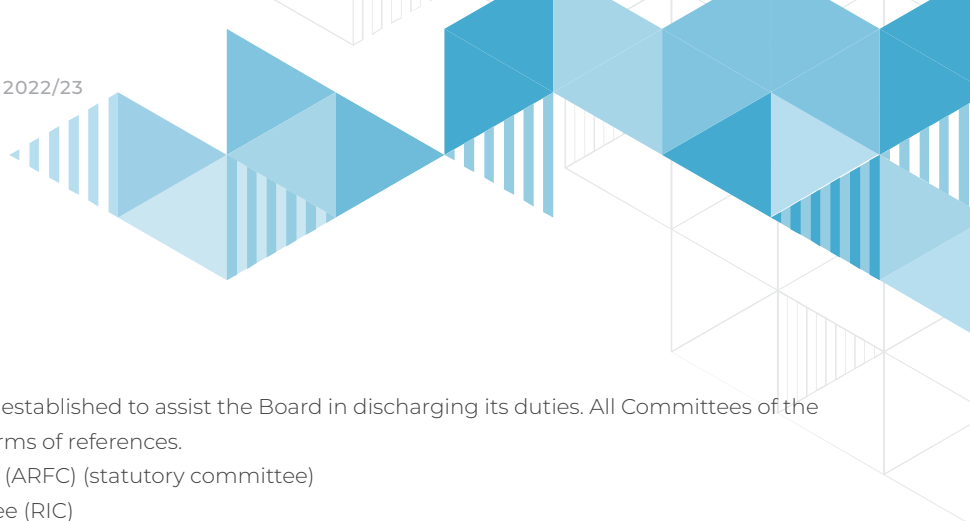 2022/23
established to assist the Board in discharging its duties. All Committees of the
rms of references.
(ARFC) (statutory committee)
ee (RIC)